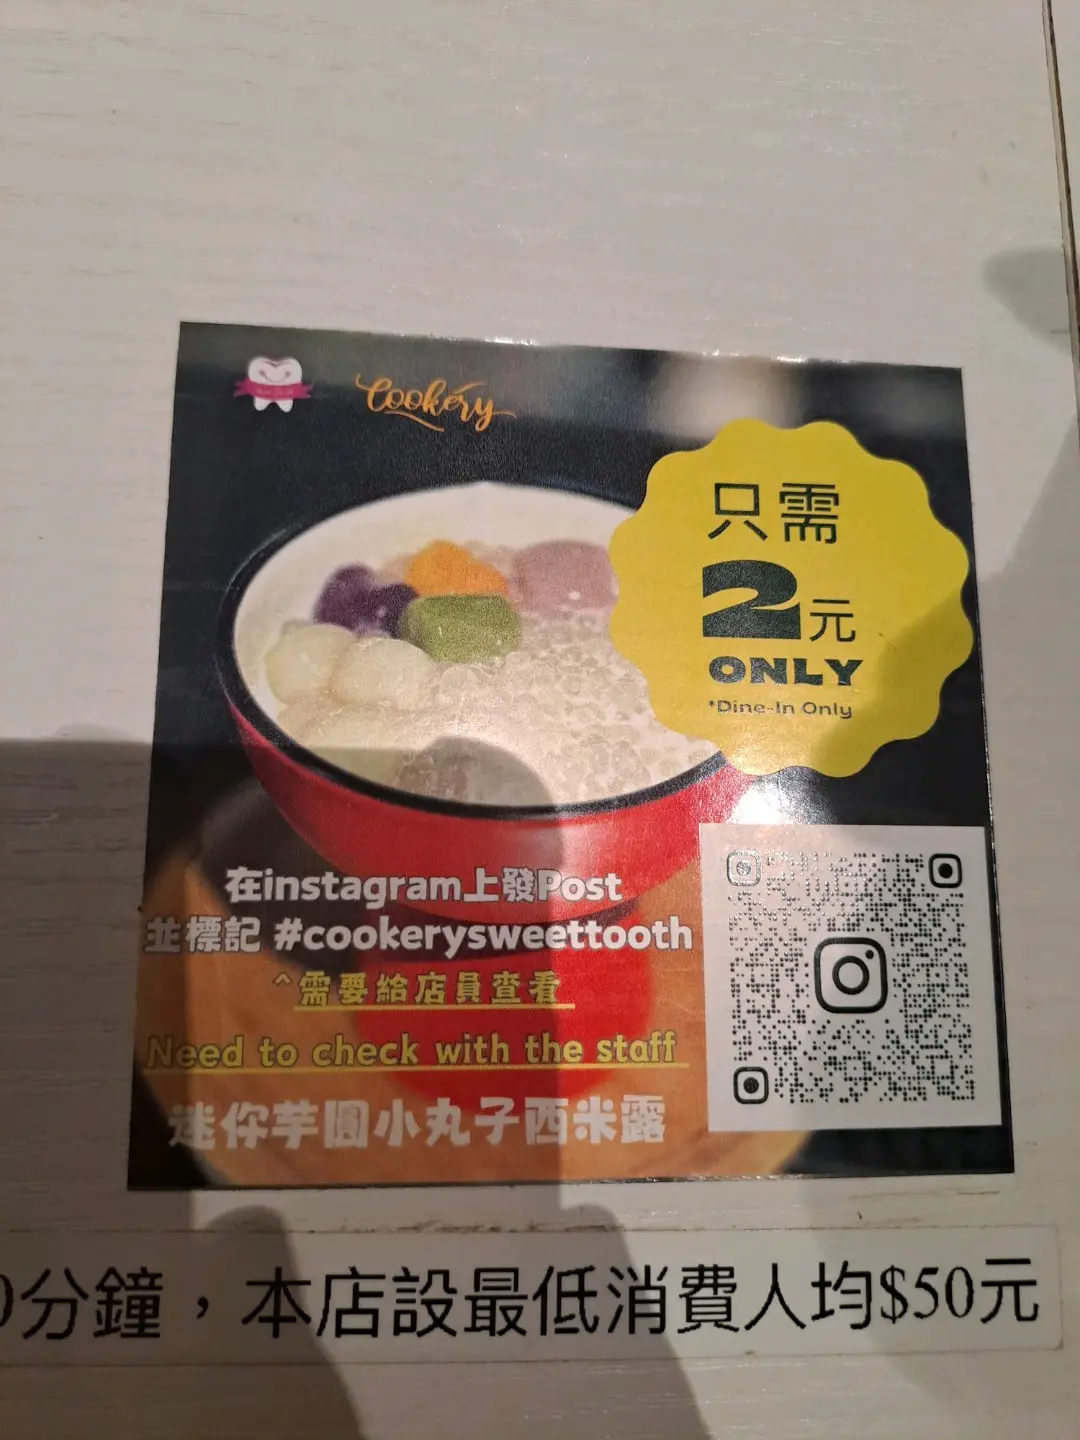 Cookery
只需
2元
ONLY
*Dine-In Only
在instagram上發Post
並標記 #cookerysweettooth
^需要給店員查看
Need to check with the staff
迷你芋圓小丸子西米露
0分鐘，本店設最低消費人均$50元